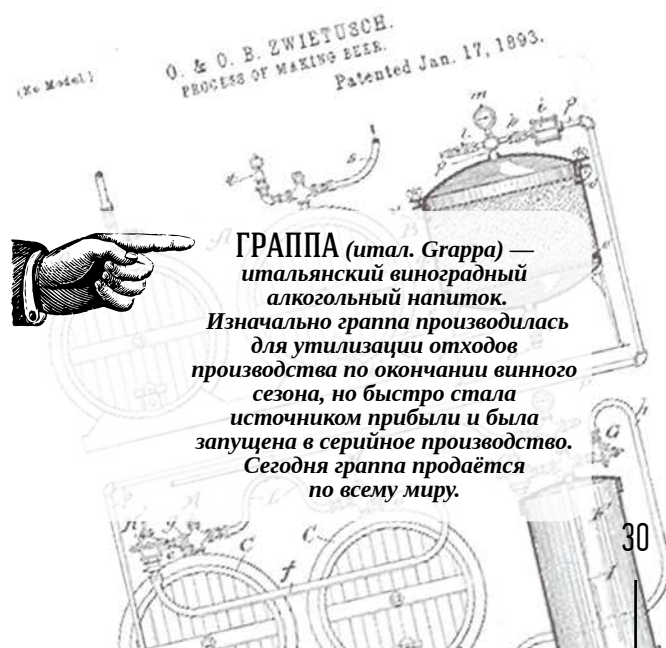 (No Model.)
O. & O. B. ZWIETUSCH.
PROCESS OF MAKING BEER.
Patented Jan. 17, 1893.
ГРАППА (итал. Grappa) —
итальянский виноградный
алкогольный напиток.
Изначально граппа производилась
для утилизации отходов
производства по окончании винного
сезона, но быстро стала
источником прибыли и была
запущена в серийное производство.
Сегодня граппа продаётся
по всему миру.
30